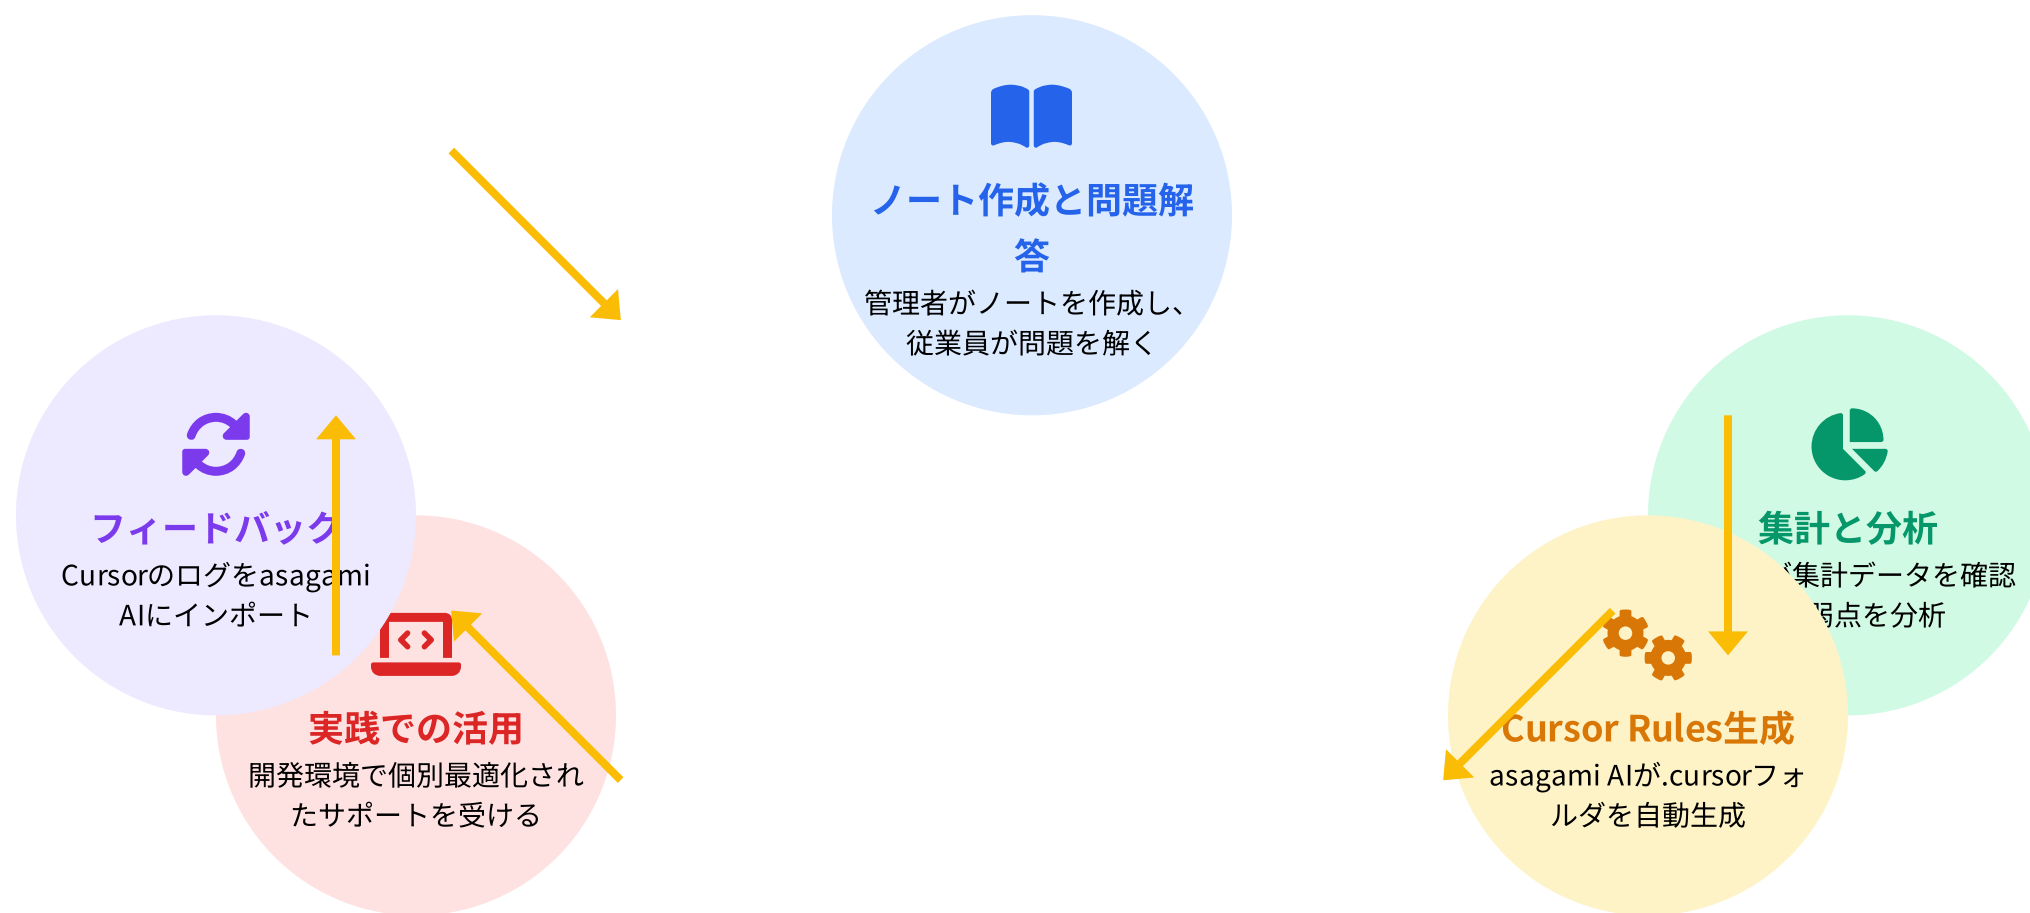 ノート作成と問題解
答
管理者がノートを作成し、
従業員が問題を解く
フィードバック
Cursorのログをasagami
AIにインポート
実践での活用
開発環境で個別最適化され
たサポートを受ける
集計と分析
集計データを確認
弱点を分析
Cursor Rules生成
asagami AIが.cursorフォ
ルダを自動生成